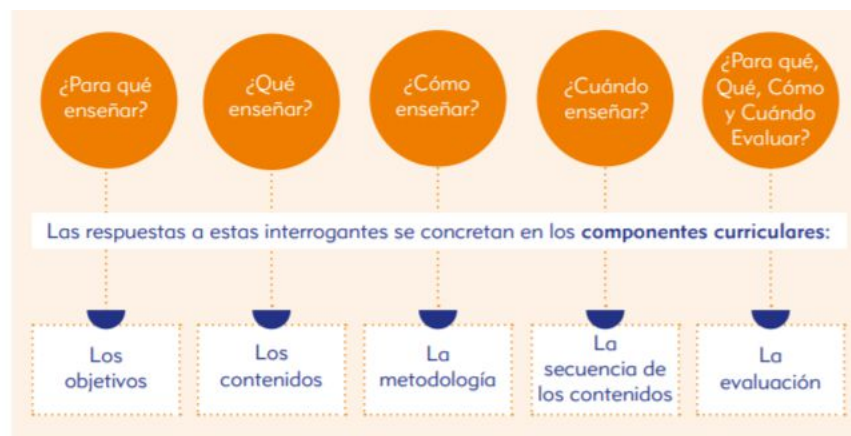 ¿Para qué
enseñar?
¿Qué
enseñar?
¿Cómo
enseñar?
¿Cuándo
enseñar?
¿Para qué,
Qué, Cómo
y Cuándo
Evaluar?
Las respuestas a estas interrogantes se concretan en los componentes curriculares:
Los
objetivos
Los
contenidos
La
metodología
La
secuencia de
los contenidos
La
evaluación